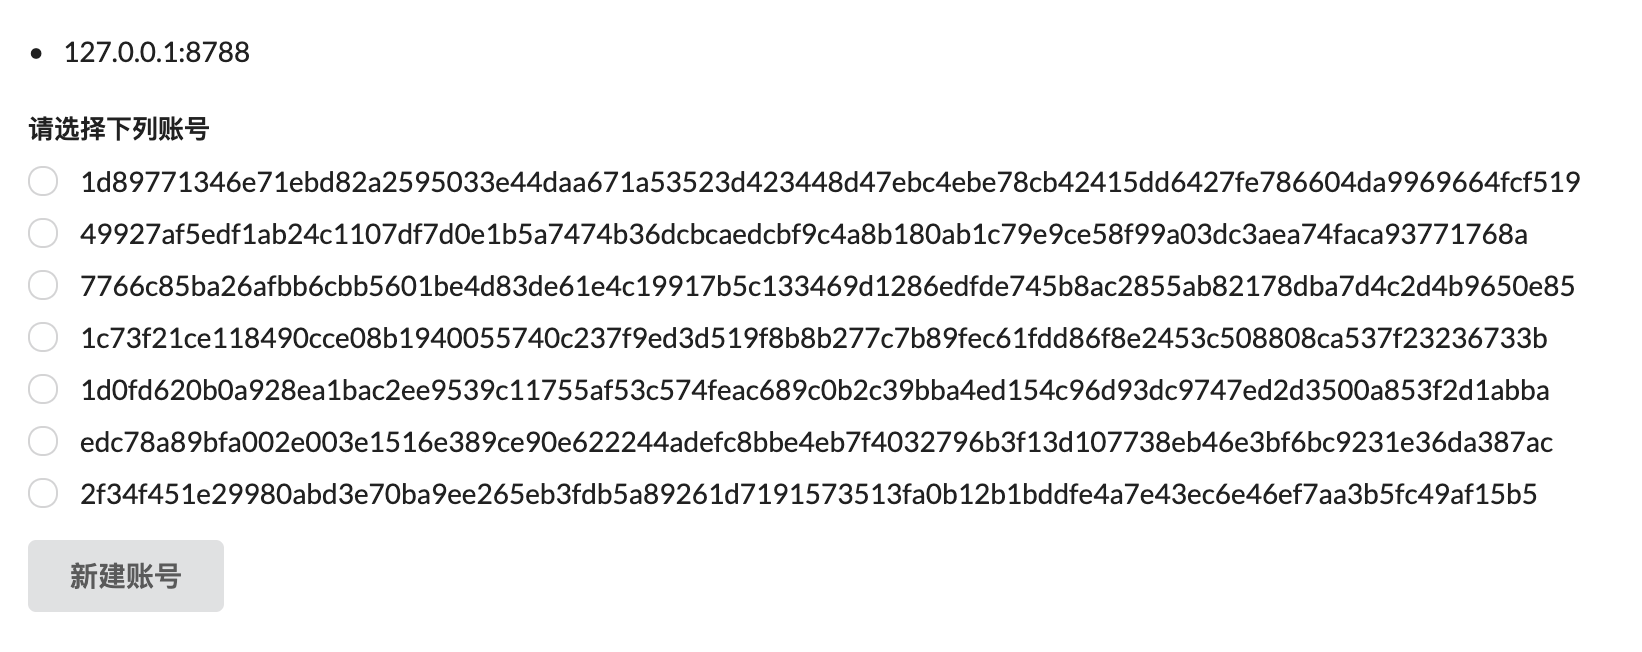 127.0.0.1:8788
请选择下列账号
1d89771346e71ebd82a2595033e44daa671a53523d423448d47ebc4ebe78cb42415dd6427fe786604da9969664fcf519
49927af5edf1ab24c1107df7d0e1b5a7474b36dcbcaedcbf9c4a8b180ab1c79e9ce58f99a03dc3aea74faca93771768a
7766c85ba26afbb6cbb5601be4d83de61e4c19917b5c133469d1286edfde745b8ac2855ab82178dba7d4c2d4b9650e85
1c73f21ce118490cce08b1940055740c237f9ed3d519f8b8b277c7b89fec61fdd86f8e2453c508808ca537f23236733b
1d0fd620b0a928ea1bac2ee9539c11755af53c574feac689c0b2c39bba4ed154c96d93dc9747ed2d3500a853f2d1abba
edc78a89bfa002e003e1516e389ce90e622244adefc8bbe4eb7f4032796b3f13d107738eb46e3bf6bc9231e36da387ac
2f34f451e29980abd3e70ba9ee265eb3fdb5a89261d7191573513fa0b12b1bddfe4a7e43ec6e46ef7aa3b5fc49af15b5
新建账号